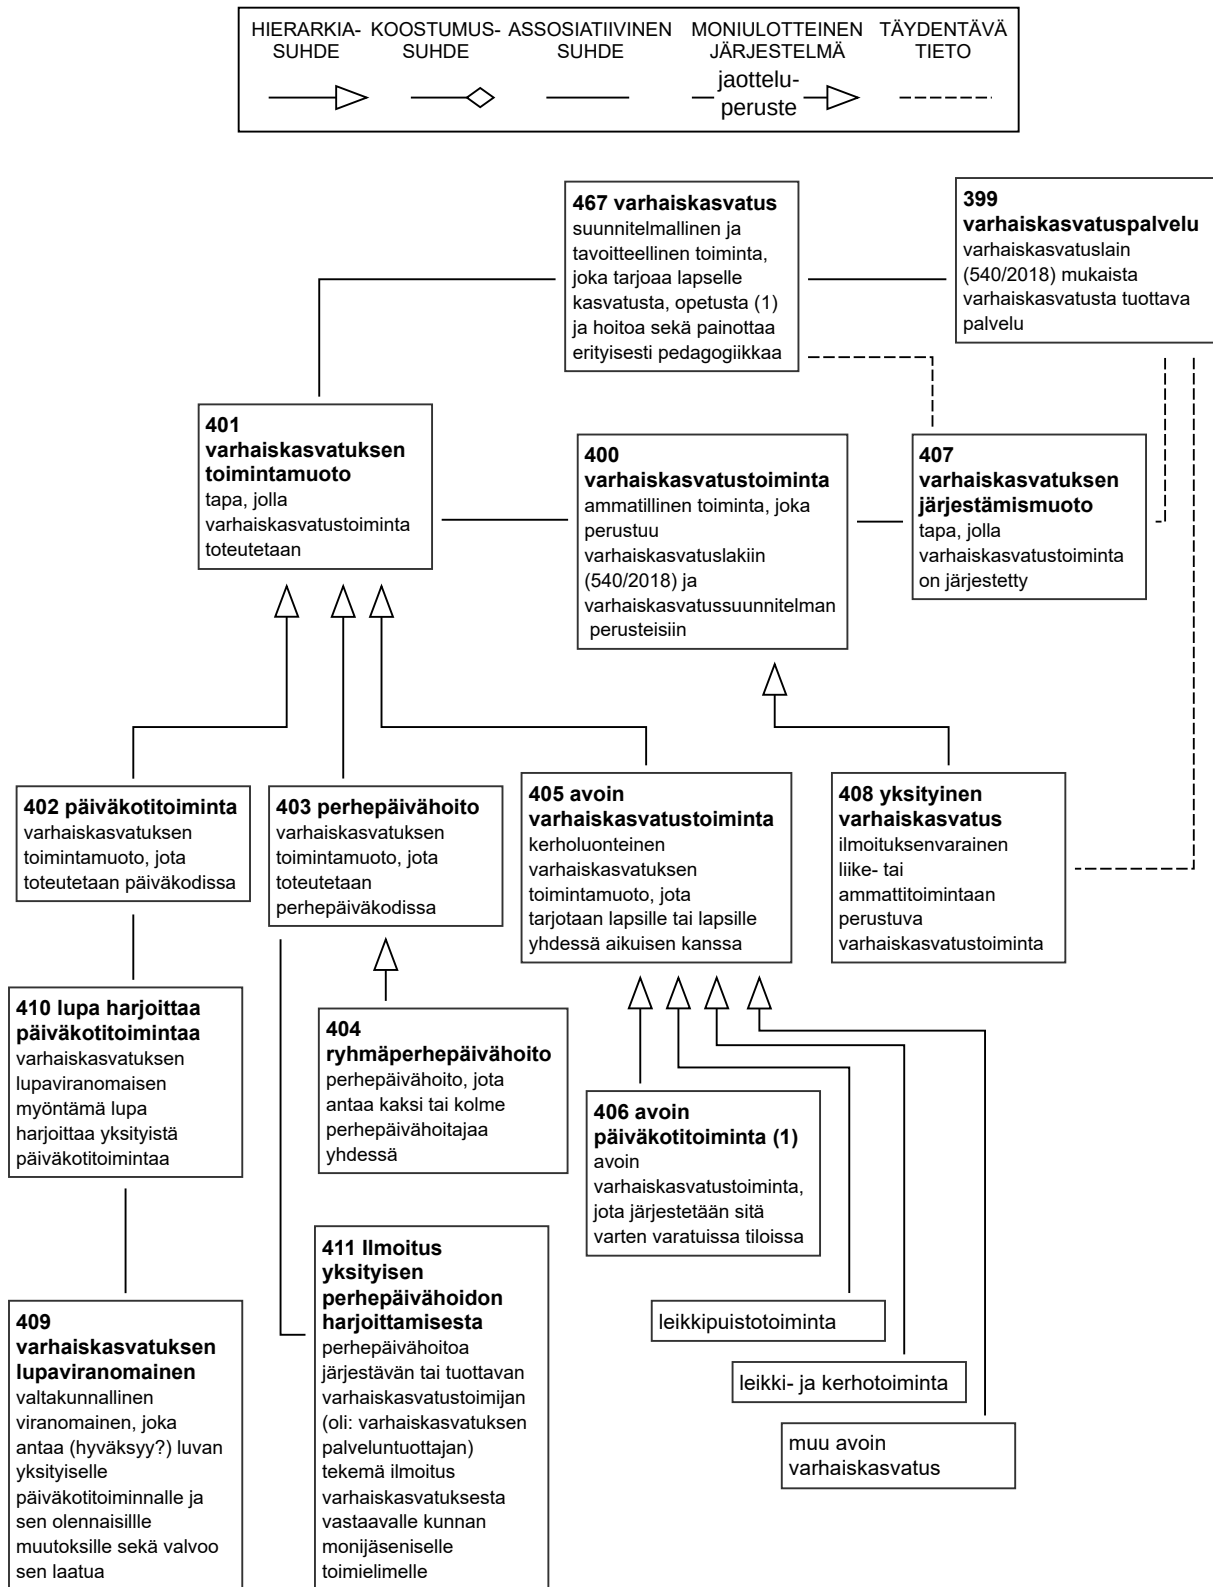 HIERARKIA-
SUHDE
KOOSTUMUS-
SUHDE
ASSOSIATIIVINEN
SUHDE
MONIULOTTEINEN
JÄRJESTELMÄ
jaottelu-
peruste
TÄYDENTÄVÄ
TIETO
467 varhaiskasvatus
suunnitelmallinen ja
tavoitteellinen toiminta,
joka tarjoaa lapselle
kasvatusta, opetusta (1)
ja hoitoa sekä painottaa
erityisesti pedagogiikkaa
399
varhaiskasvatuspalvelu
varhaiskasvatuslain
(540/2018) mukaista
varhaiskasvatusta tuottava
palvelu
401
varhaiskasvatuksen
toimintamuoto
tapa, jolla
varhaiskasvatustoiminta
toteutetaan
400
varhaiskasvatustoiminta
ammatillinen toiminta, joka
perustuu
varhaiskasvatuslakiin
(540/2018) ja
varhaiskasvatussuunnitelman
perusteisiin
407
varhaiskasvatuksen
järjestämismuoto
tapa, jolla
varhaiskasvatustoiminta
on järjestetty
402 päiväkotitoiminta
varhaiskasvatuksen
toimintamuoto, jota
toteutetaan päiväkodissa
403 perhepäivähoito
varhaiskasvatuksen
toimintamuoto, jota
toteutetaan
perhepäiväkodissa
405 avoin
varhaiskasvatustoiminta
kerholuonteinen
varhaiskasvatuksen
toimintamuoto, jota
tarjotaan lapsille tai lapsille
yhdessä aikuisen kanssa
408 yksityinen
varhaiskasvatus
ilmoituksenvarainen
liike- tai
ammattitoimintaan
perustuva
varhaiskasvatustoiminta
410 lupa harjoittaa
päiväkotitoimintaa
varhaiskasvatuksen
lupaviranomaisen
myöntämä lupa
harjoittaa yksityistä
päiväkotitoimintaa
404
ryhmäperhepäivähoito
perhepäivähoito, jota
antaa kaksi tai kolme
perhepäivähoitajaa
yhdessä
406 avoin
päiväkotitoiminta (1)
avoin
varhaiskasvatustoiminta,
jota järjestetään sitä
varten varatuissa tiloissa
409
varhaiskasvatuksen
lupaviranomainen
valtakunnallinen
viranomainen, joka
antaa (hyväksyy?) luvan
yksityiselle
päiväkotitoiminnalle ja
sen olennaisillle
muutoksille sekä valvoo
sen laatua
411 Ilmoitus
yksityisen
perhepäivähoidon
harjoittamisesta
perhepäivähoitoa
järjestävän tai tuottavan
varhaiskasvatustoimijan
(oli: varhaiskasvatuksen
palveluntuottajan)
tekemä ilmoitus
varhaiskasvatuksesta
vastaavalle kunnan
monijäseniselle
toimielimelle
leikkipuistotoiminta
leikki- ja kerhotoiminta
muu avoin
varhaiskasvatus